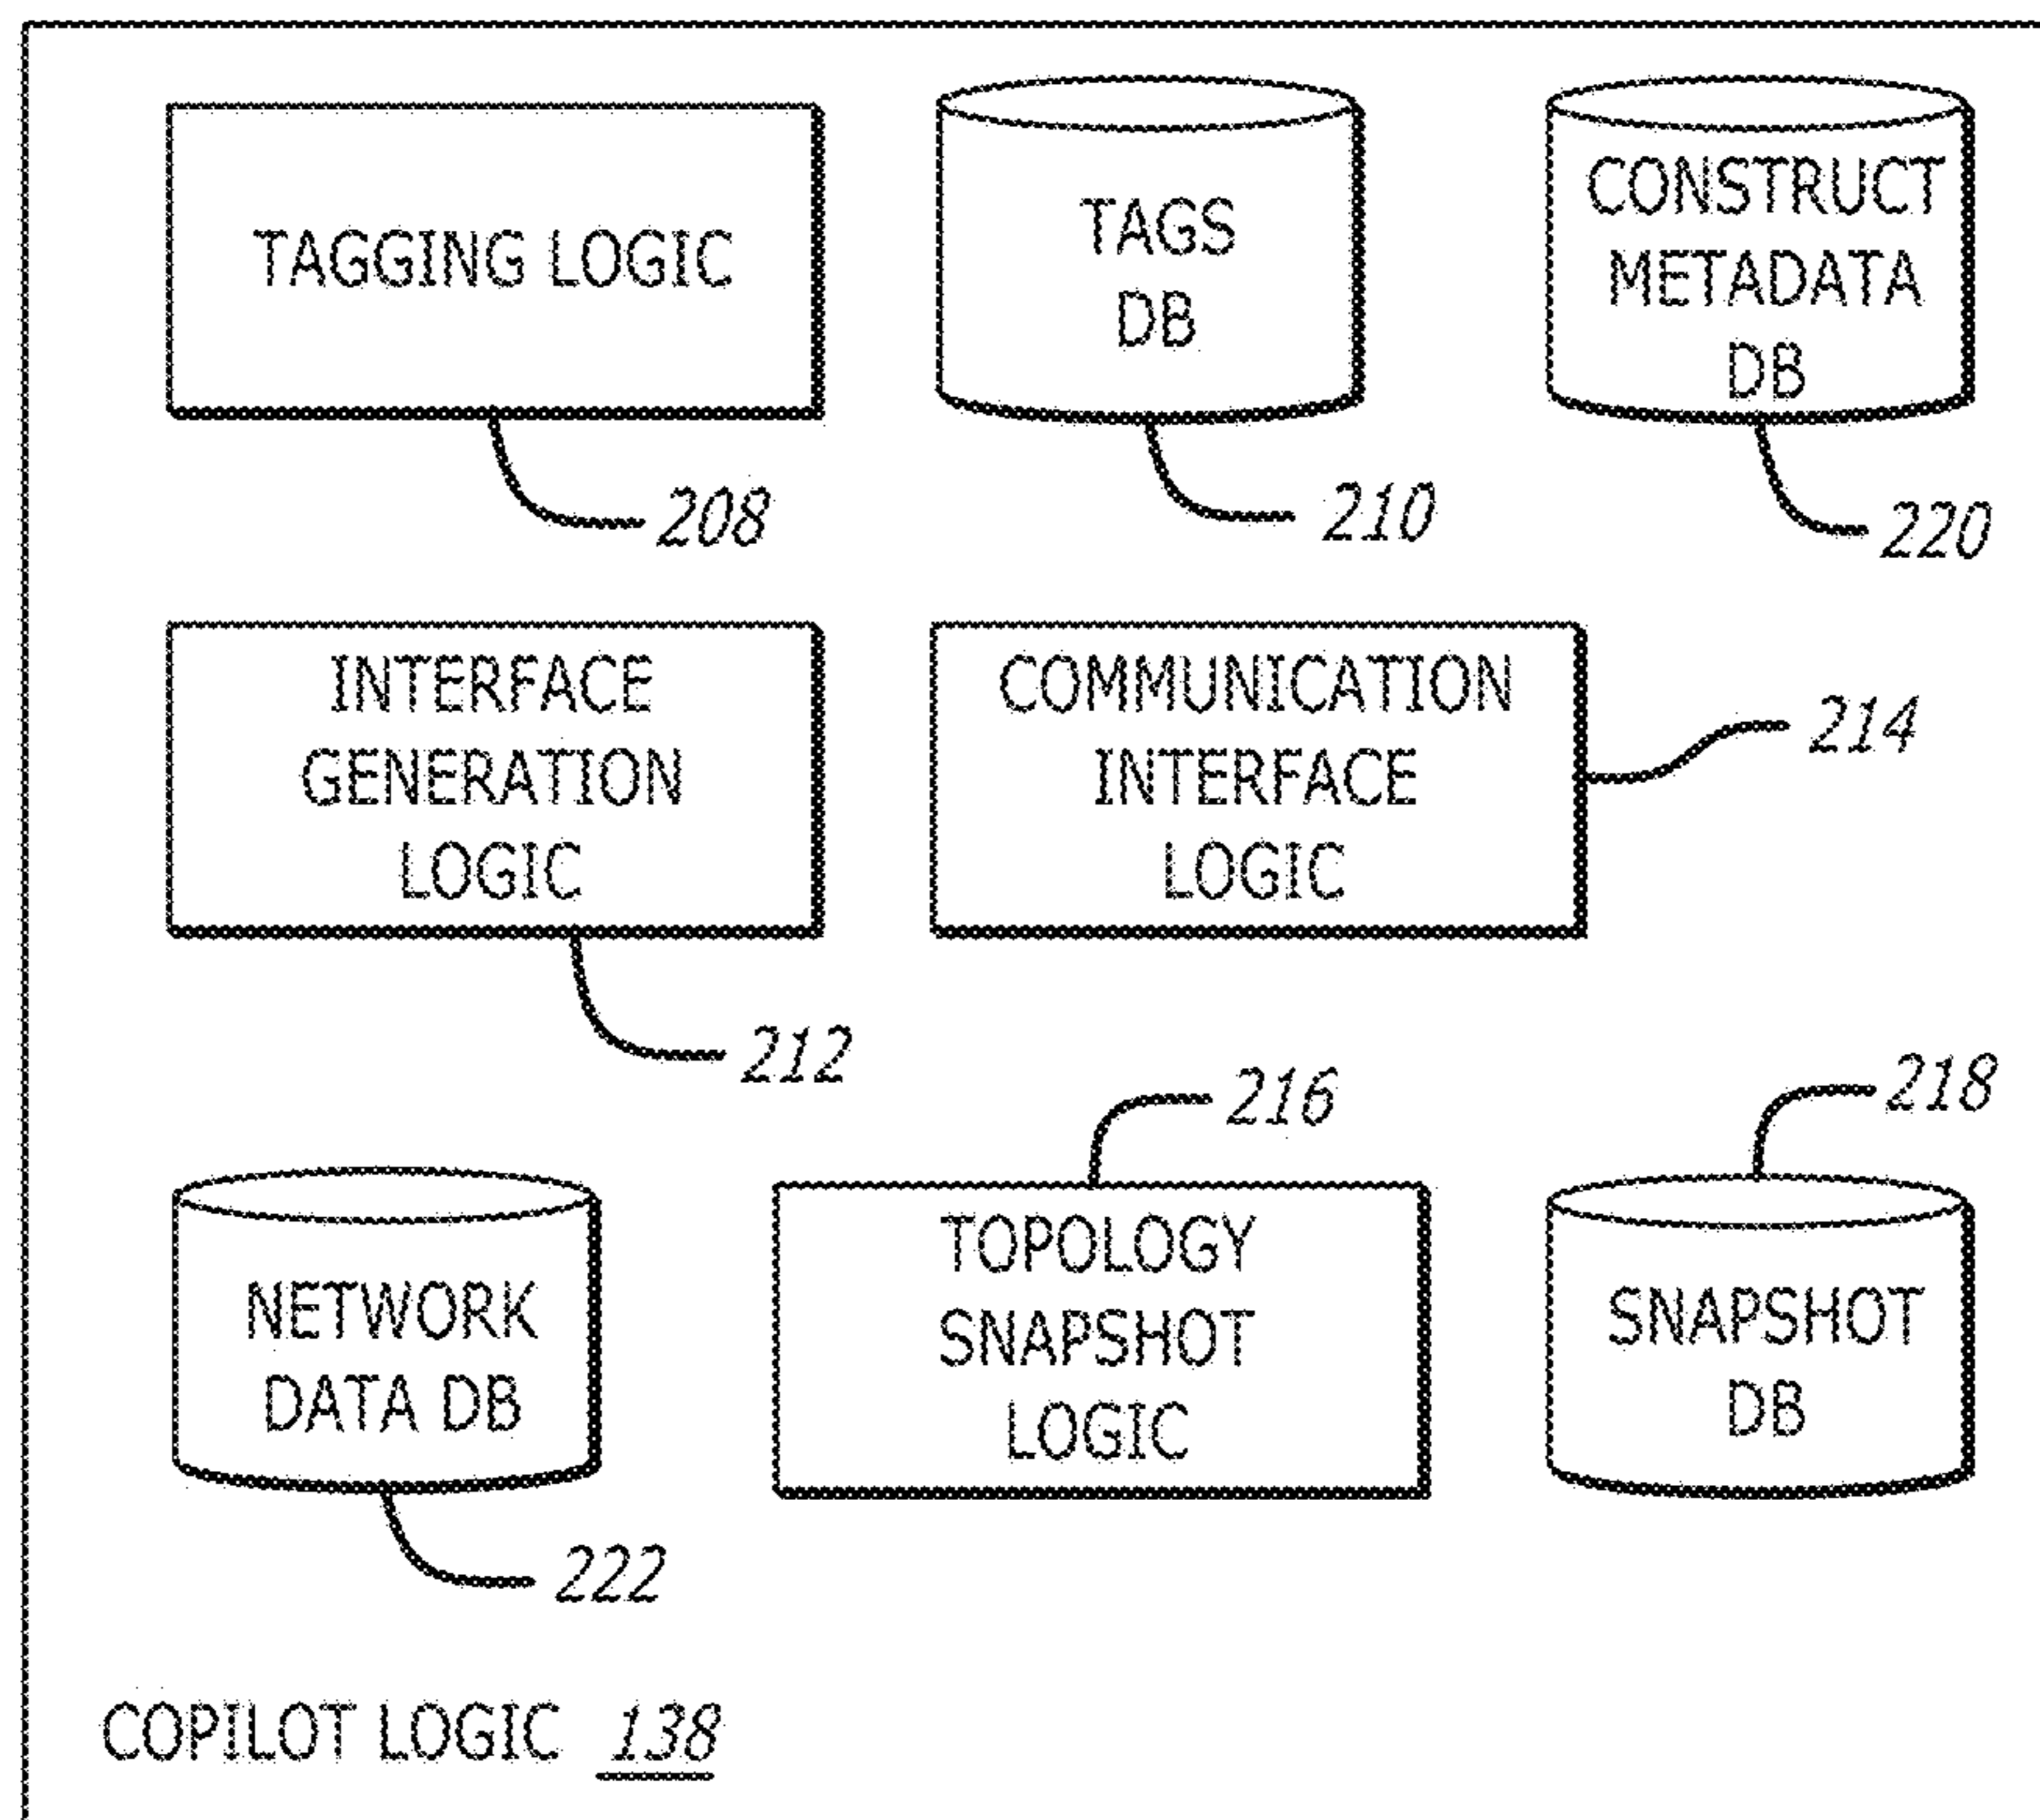 TAGGING LOGIC
208
TAGS
DB
210
CONSTRUCT
METADATA
DB
220
INTERFACE
GENERATION
LOGIC
212
COMMUNICATION
INTERFACE
LOGIC
214
NETWORK
DATA DB
222
216
TOPOLOGY
SNAPSHOT
LOGIC
218
SNAPSHOT
DB
COPILOT LOGIC 138